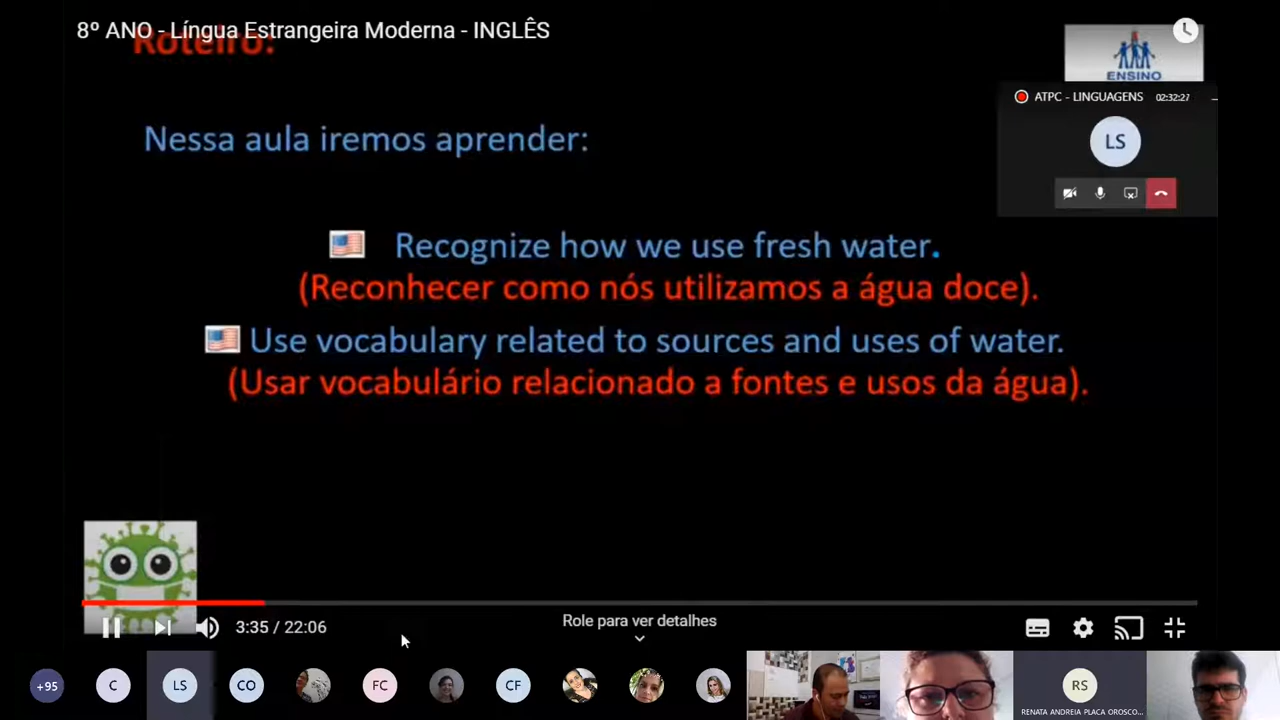 8º ANO - Língua Estrangeira Moderna - INGLÊS
Roteiro:
ENSINO
ATPC - LINGUAGENS 02:32:27
LS
Nessa aula iremos aprender:
Recognize how we use fresh water.
(Reconhecer como nós utilizamos a água doce).
Use vocabulary related to sources and uses of water.
(Usar vocabulário relacionado a fontes e usos da água).
3:35 / 22:06
Role para ver detalhes
+95 C LS CO FC CF RS
RENATA ANDREIA PLACA OROSCO...